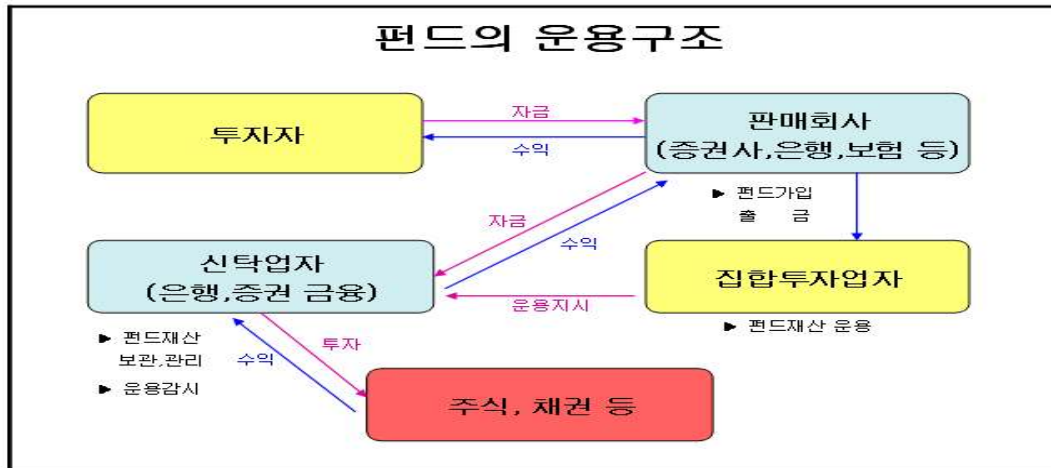 펀드의 운용구조
투자자
자금
수익
판매회사
(증권사,은행,보험 등)
▶ 펀드가입
출 금
자금
수익
신탁업자
(은행,증권 금융)
운용지시
집합투자업자
▶ 펀드재산 운용
▶ 펀드재산
보관,관리
▶ 운용감시
수익
투자
주식, 채권 등